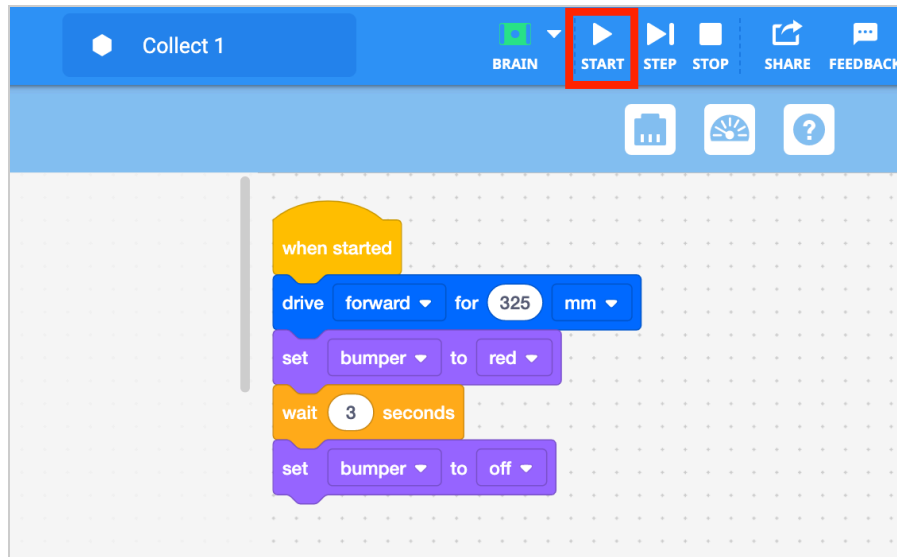 Collect 1
BRAIN START STEP STOP SHARE FEEDBACK
?
when started
drive forward for 325 mm
set bumper to red
wait 3 seconds
set bumper to off